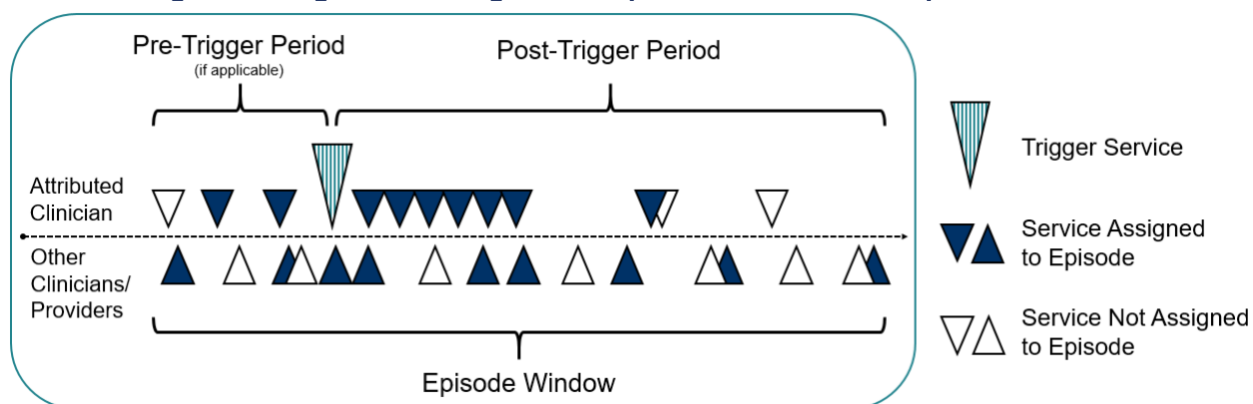 Pre-Trigger Period
(if applicable)
Post-Trigger Period
Attributed
Clinician
Other
Clinicians/
Providers
Episode Window
Trigger Service
Service Assigned
to Episode
Service Not Assigned
to Episode